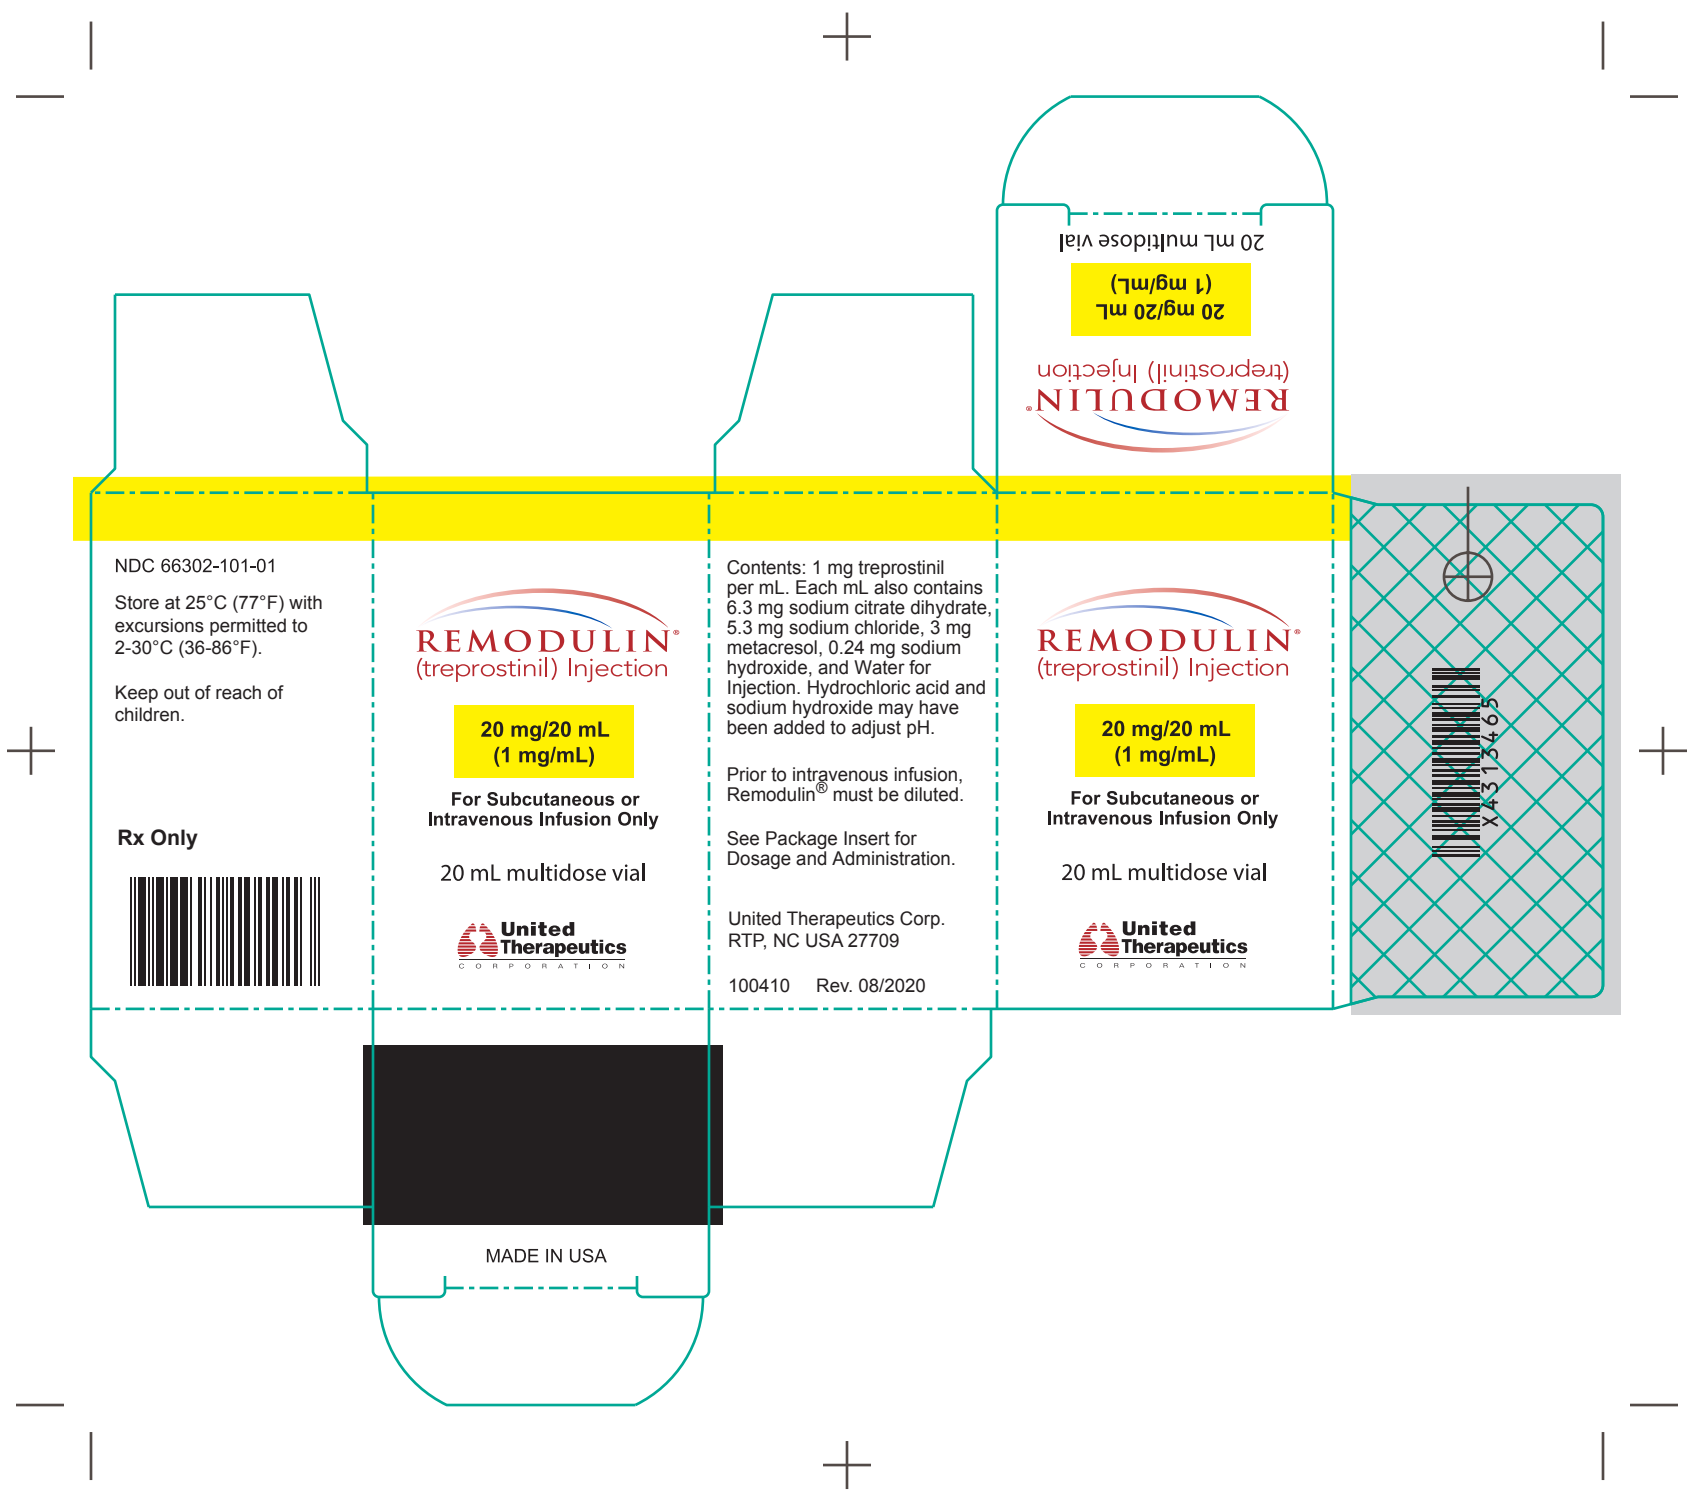 20 mL multidose vial
20 mg/20 mL
(1 mg/mL)
(treprostinil) Injection
REMODULIN®
NDC 66302-101-01
Store at 25°C (77°F) with
excursions permitted to
2-30°C (36-86°F).
Keep out of reach of
children.
Rx Only
REMODULIN®
(treprostinil) Injection
20 mg/20 mL
(1 mg/mL)
For Subcutaneous or
Intravenous Infusion Only
20 mL multidose vial
United
Therapeutics
CORPORATION
Contents: 1 mg treprostinil
per mL. Each mL also contains
6.3 mg sodium citrate dihydrate,
5.3 mg sodium chloride, 3 mg
metacresol, 0.24 mg sodium
hydroxide, and Water for
Injection. Hydrochloric acid and
sodium hydroxide may have
been added to adjust pH.
Prior to intravenous infusion,
Remodulin® must be diluted.
See Package Insert for
Dosage and Administration.
United Therapeutics Corp.
RTP, NC USA 27709
100410 Rev. 08/2020
REMODULIN®
(treprostinil) Injection
20 mg/20 mL
(1 mg/mL)
For Subcutaneous or
Intravenous Infusion Only
20 mL multidose vial
United
Therapeutics
CORPORATION
X4313465
MADE IN USA